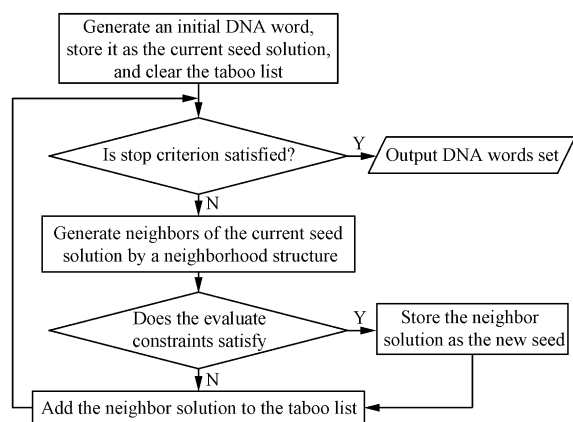 Generate an initial DNA word,
store it as the current seed solution,
and clear the taboo list
Is stop criterion satisfied?
Y
Output DNA words set
N
Generate neighbors of the current seed
solution by a neighborhood structure
Does the evaluate
constraints satisfy
Y
Store the neighbor
solution as the new seed
N
Add the neighbor solution to the taboo list